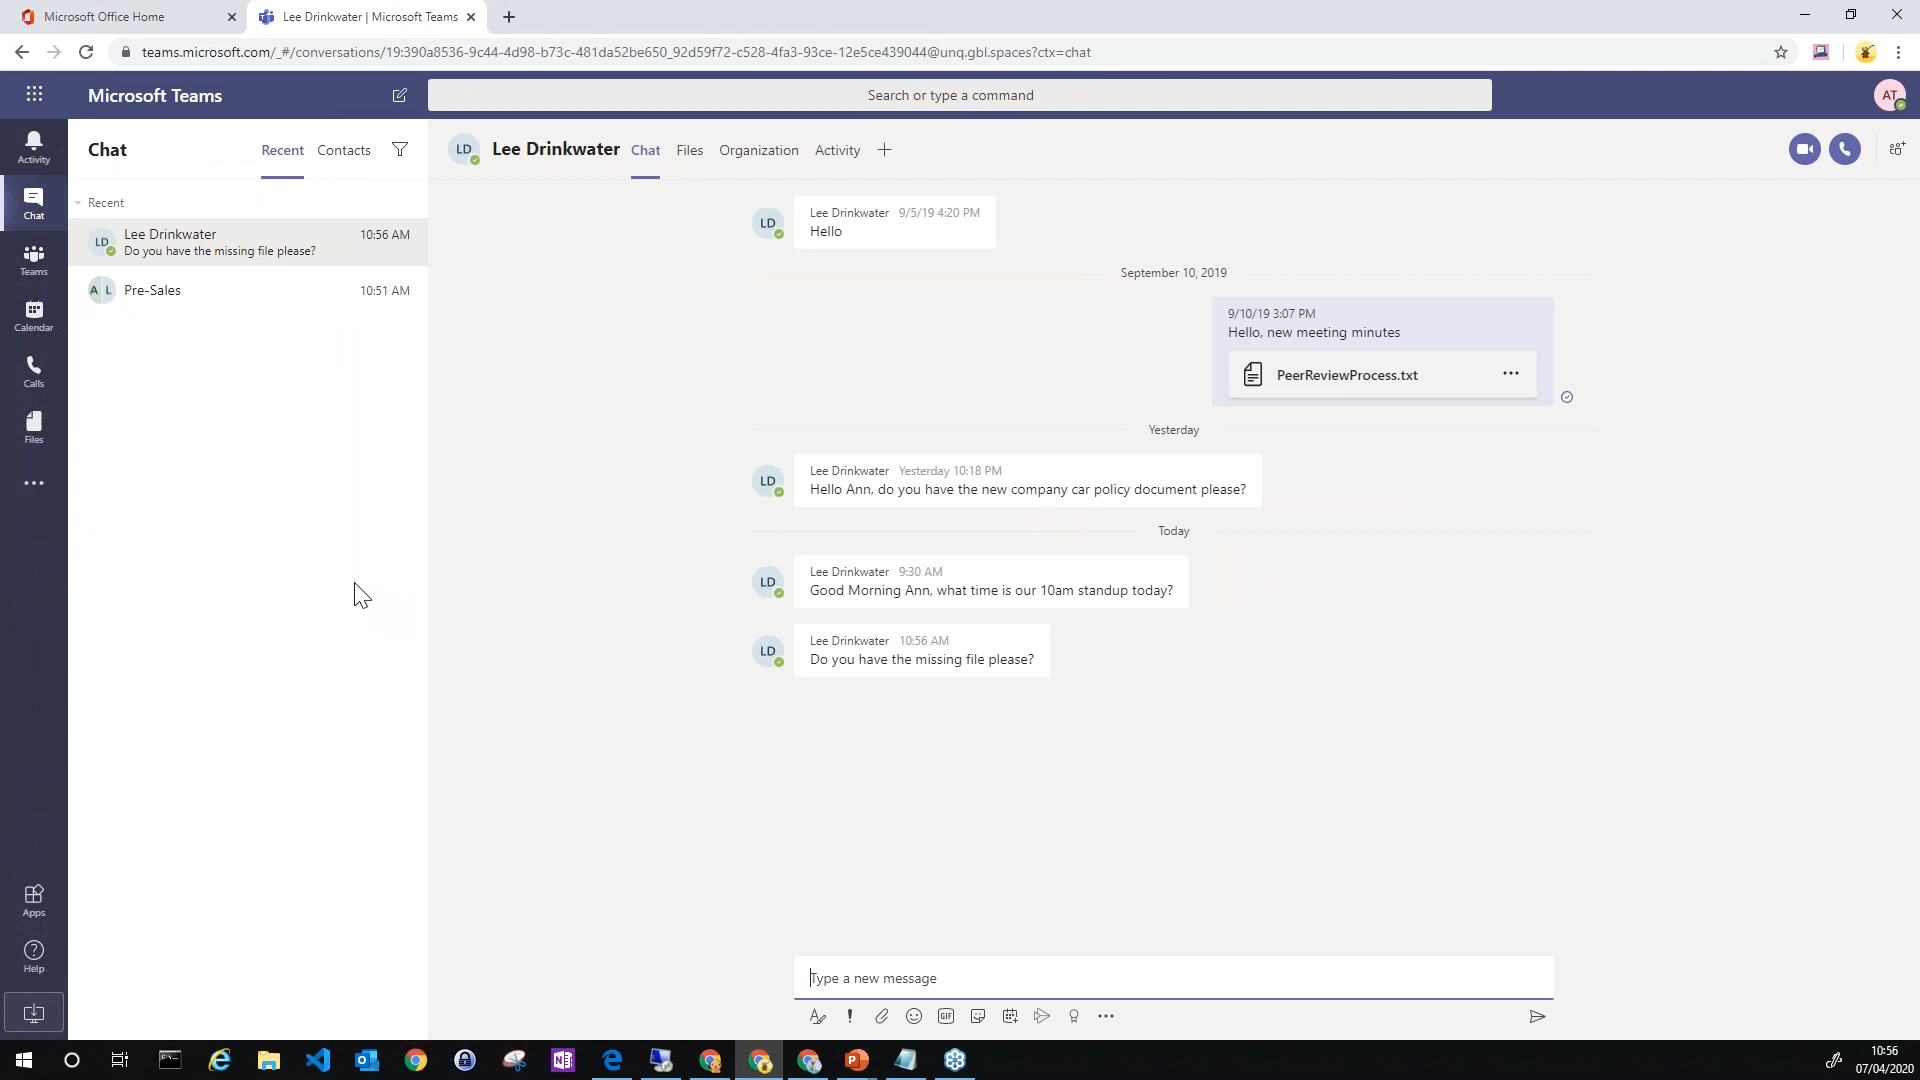 Microsoft Office Home
Lee Drinkwater | Microsoft Teams
teams.microsoft.com/_#/conversations/19:390a8536-9c44-4d98-b73c-481da52be650_92d59f72-c528-4fa3-93ce-12e5ce439044@unq.gbl.spaces?ctx=chat
Microsoft Teams
Search or type a command
AT
Activity
Chat
Teams
Calendar
Calls
Files
Apps
Help
Chat
Recent
Contacts
Recent
LD
Lee Drinkwater
10:56 AM
Do you have the missing file please?
A L
Pre-Sales
10:51 AM
LD
Lee Drinkwater
Chat
Files
Organization
Activity
LD
Lee Drinkwater 9/5/19 4:20 PM
Hello
September 10, 2019
9/10/19 3:07 PM
Hello, new meeting minutes
PeerReviewProcess.txt
Yesterday
LD
Lee Drinkwater Yesterday 10:18 PM
Hello Ann, do you have the new company car policy document please?
Today
LD
Lee Drinkwater 9:30 AM
Good Morning Ann, what time is our 10am standup today?
LD
Lee Drinkwater 10:56 AM
Do you have the missing file please?
Type a new message
GIF
10:56
07/04/2020